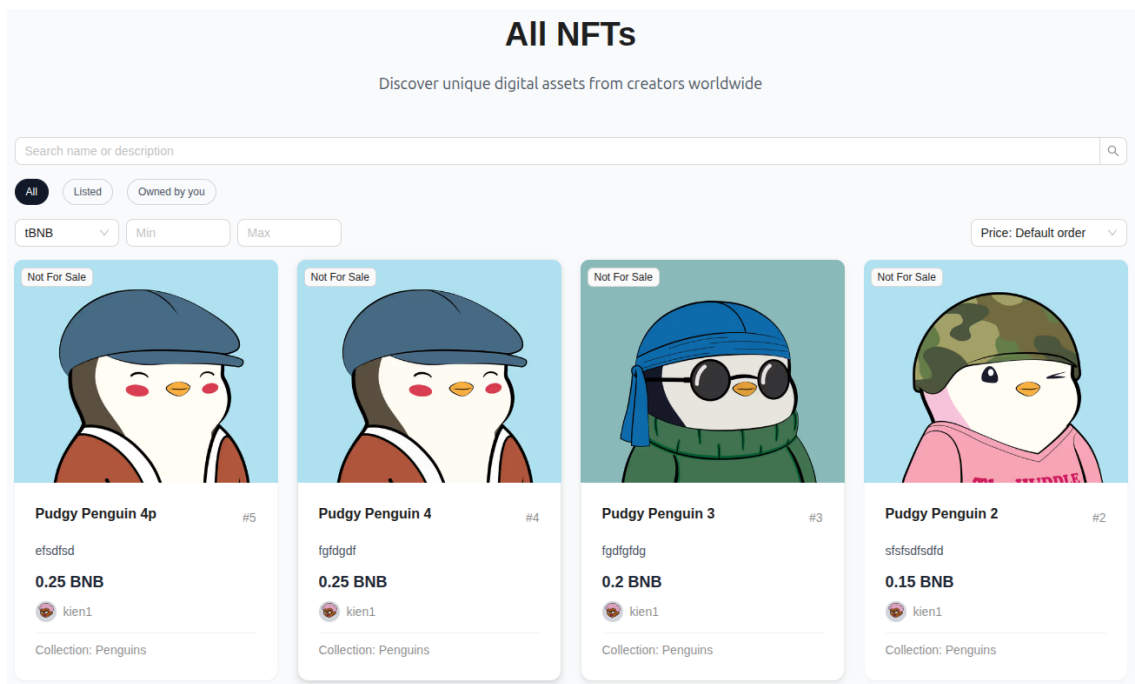 All NFTs
Discover unique digital assets from creators worldwide
Search name or description
All Listed Owned by you
tBNB Min Max Price: Default order
Not For Sale Not For Sale Not For Sale Not For Sale
HUDDLE
Pudgy Penguin 4p #5 Pudgy Penguin 4 #4 Pudgy Penguin 3 #3 Pudgy Penguin 2 #2
efsdfsd fgfdgdf fgdfgfdg sfsfsdfsdfd
0.25 BNB 0.25 BNB 0.2 BNB 0.15 BNB
kien1 kien1 kien1 kien1
Collection: Penguins Collection: Penguins Collection: Penguins Collection: Penguins